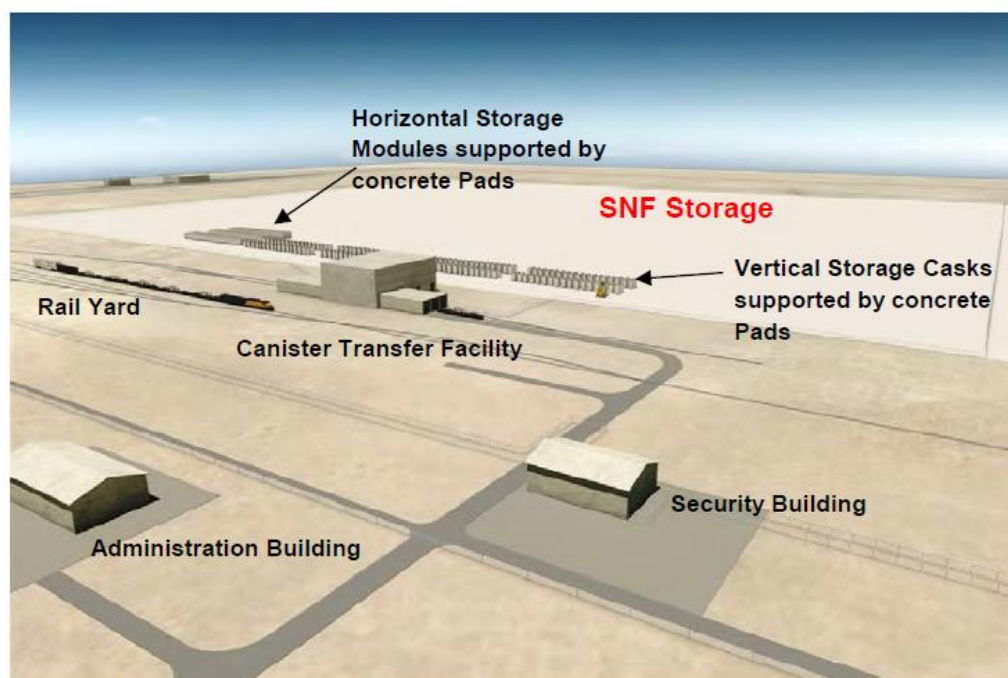 Horizontal Storage
Modules supported by
concrete Pads
SNF Storage
Vertical Storage Casks
supported by concrete
Pads
Rail Yard
Canister Transfer Facility
Security Building
Administration Building